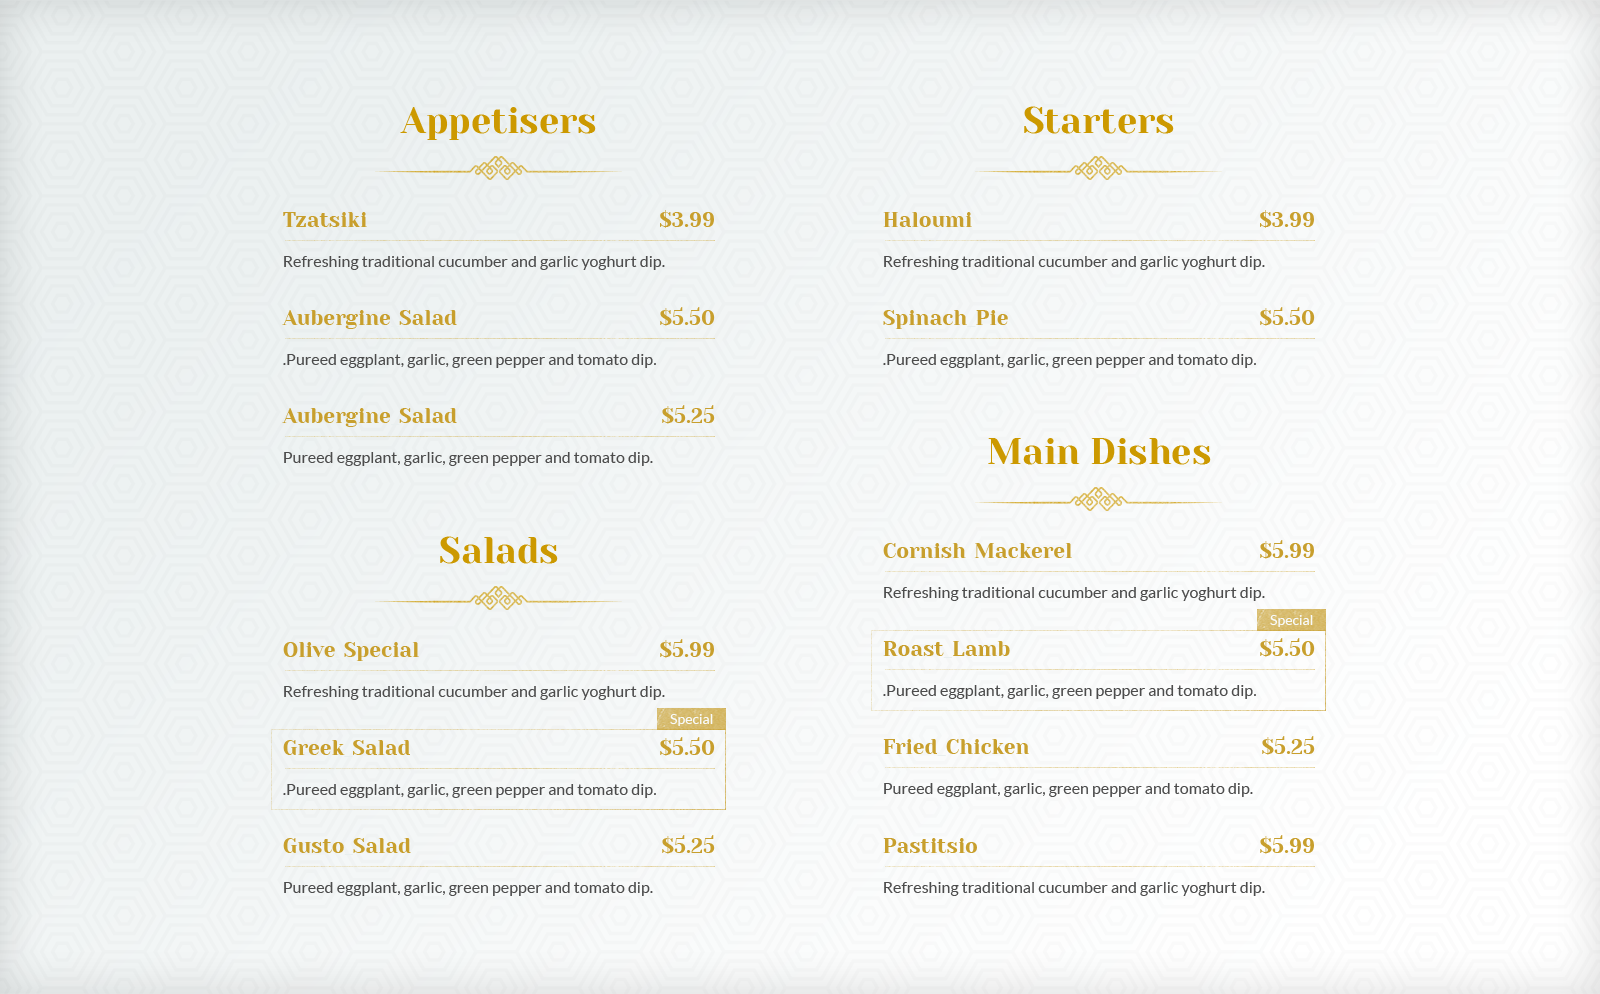 Appetisers
Tzatsiki $3.99
Refreshing traditional cucumber and garlic yoghurt dip.
Aubergine Salad $5.50
.Pureed eggplant, garlic, green pepper and tomato dip.
Aubergine Salad $5.25
Pureed eggplant, garlic, green pepper and tomato dip.
Salads
Olive Special $5.99
Refreshing traditional cucumber and garlic yoghurt dip.
Special
Greek Salad $5.50
.Pureed eggplant, garlic, green pepper and tomato dip.
Gusto Salad $5.25
Pureed eggplant, garlic, green pepper and tomato dip.
Starters
Haloumi $3.99
Refreshing traditional cucumber and garlic yoghurt dip.
Spinach Pie $5.50
.Pureed eggplant, garlic, green pepper and tomato dip.
Main Dishes
Cornish Mackerel $5.99
Refreshing traditional cucumber and garlic yoghurt dip.
Special
Roast Lamb $5.50
.Pureed eggplant, garlic, green pepper and tomato dip.
Fried Chicken $5.25
Pureed eggplant, garlic, green pepper and tomato dip.
Pastitsio $5.99
Refreshing traditional cucumber and garlic yoghurt dip.